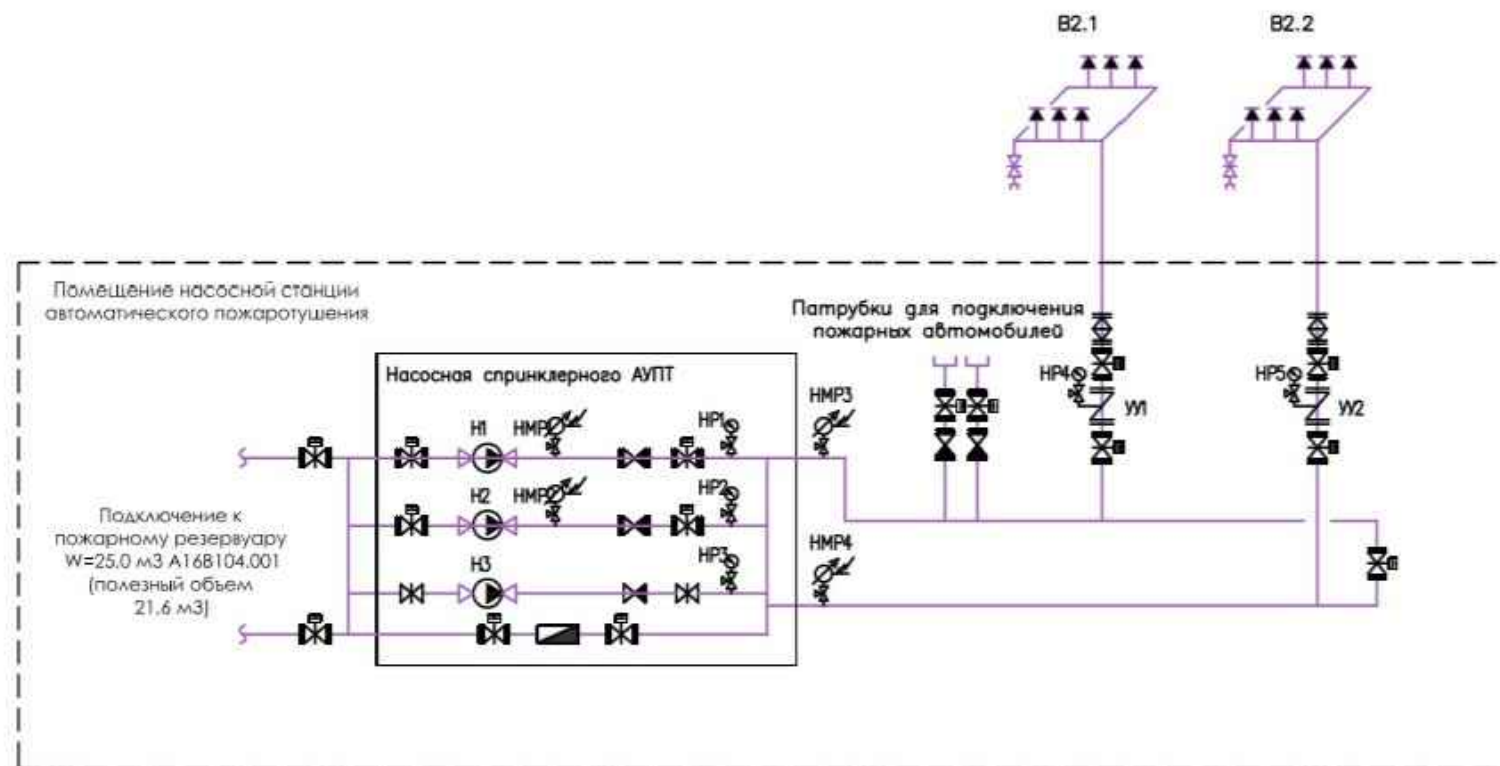 В2.1
В2.2
Помещение насосной станции
автоматического пожаротушения
Патрубки для подключения
пожарных автомобилей
Насосная спринклерного АУПТ
НР4
УУ1
НР5
УУ2
Н1
НМР1
НР1
НМР3
Н2
НМР2
НР2
Н3
НР3
НМР4
Подключение к
пожарному резервуару
W=25.0 м3 А16В104.001
(полезный объем
21.6 м3)